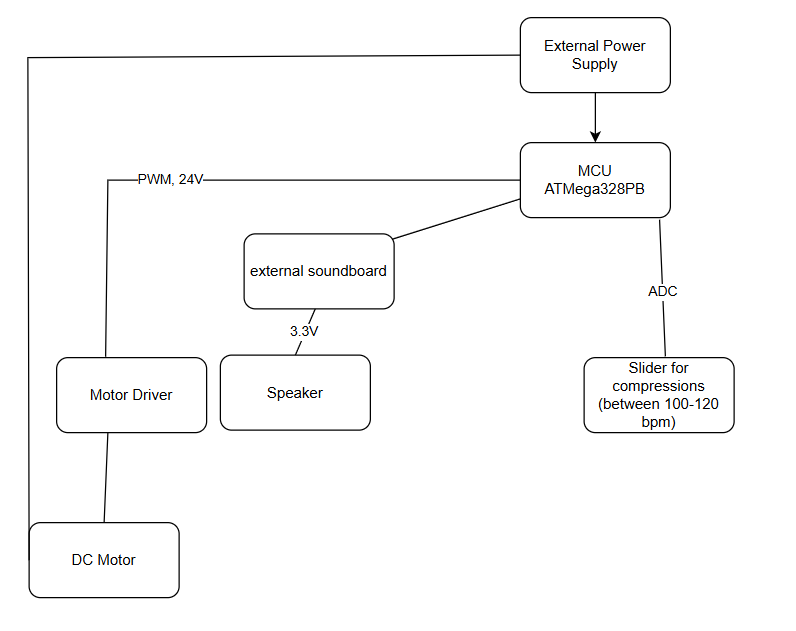 External Power
Supply
MCU
ATMega328PB
PWM, 24V
external soundboard
ADC
3.3V
Motor Driver
Speaker
Slider for
compressions
(between 100-120
bpm)
DC Motor